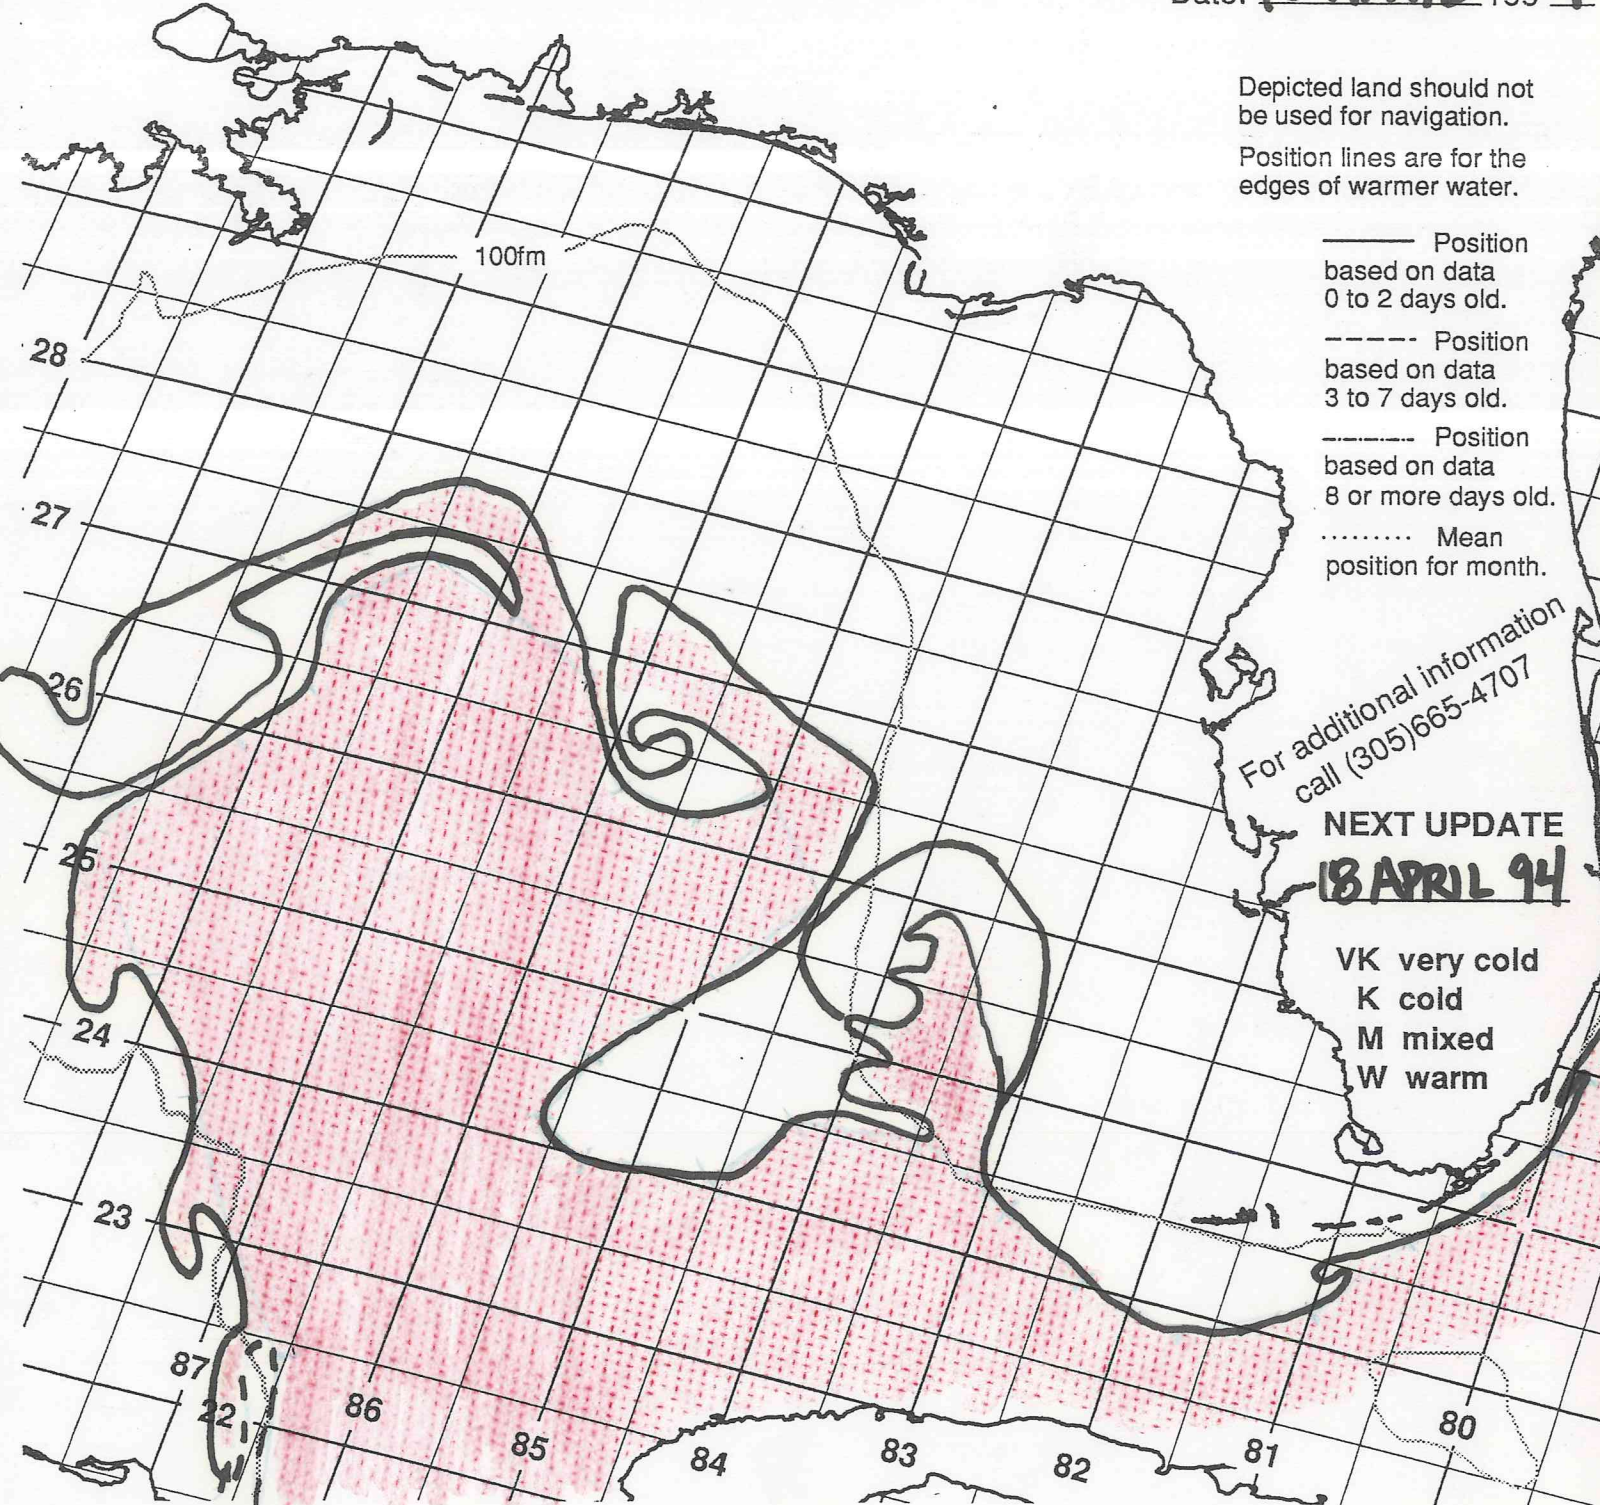 Depicted land should not
be used for navigation.
Position lines are for the
edges of warmer water.
Position
based on data
0 to 2 days old.
Position
based on data
3 to 7 days old.
Position
based on data
8 or more days old.
Mean
position for month.
For additional information
call (305)665-4707
NEXT UPDATE
18 APRIL 94
VK very cold
K cold
M mixed
W warm
100fm
28
27
26
25
24
23
87
22
86
85
84
83
82
81
80